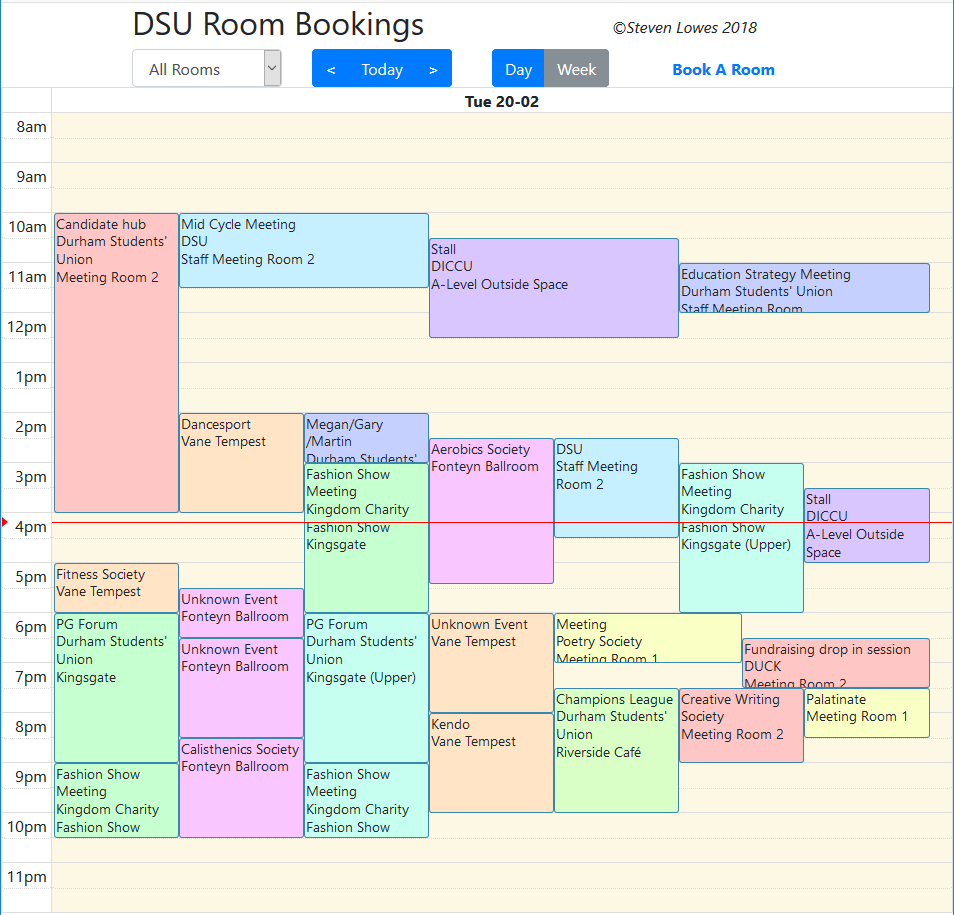 DSU Room Bookings
©Steven Lowes 2018
All Rooms
<
Today
>
Day
Week
Book A Room
Tue 20-02
8am
9am
10am
11am
12pm
1pm
2pm
3pm
4pm
5pm
6pm
7pm
8pm
9pm
10pm
11pm
Candidate hub
Durham Students'
Union
Meeting Room 2
Mid Cycle Meeting
DSU
Staff Meeting Room 2
Stall
DICCU
A-Level Outside Space
Education Strategy Meeting
Durham Students' Union
Staff Meeting Room
Dancesport
Vane Tempest
Megan/Gary
/Martin
Durham Students'
Aerobics Society
Fonteyn Ballroom
DSU
Staff Meeting
Room 2
Fashion Show
Meeting
Kingdom Charity
Fashion Show
Kingsgate
Fashion Show
Meeting
Kingdom Charity
Fashion Show
Kingsgate (Upper)
Stall
DICCU
A-Level Outside
Space
Fitness Society
Vane Tempest
Unknown Event
Fonteyn Ballroom
PG Forum
Durham Students'
Union
Kingsgate
Unknown Event
Fonteyn Ballroom
PG Forum
Durham Students'
Union
Kingsgate (Upper)
Unknown Event
Vane Tempest
Meeting
Poetry Society
Meeting Room 1
Fundraising drop in session
DUCK
Meeting Room 2
Champions League
Durham Students'
Union
Riverside Café
Creative Writing
Society
Meeting Room 2
Palatinate
Meeting Room 1
Kendo
Vane Tempest
Calisthenics Society
Fonteyn Ballroom
Fashion Show
Meeting
Kingdom Charity
Fashion Show
Fashion Show
Meeting
Kingdom Charity
Fashion Show